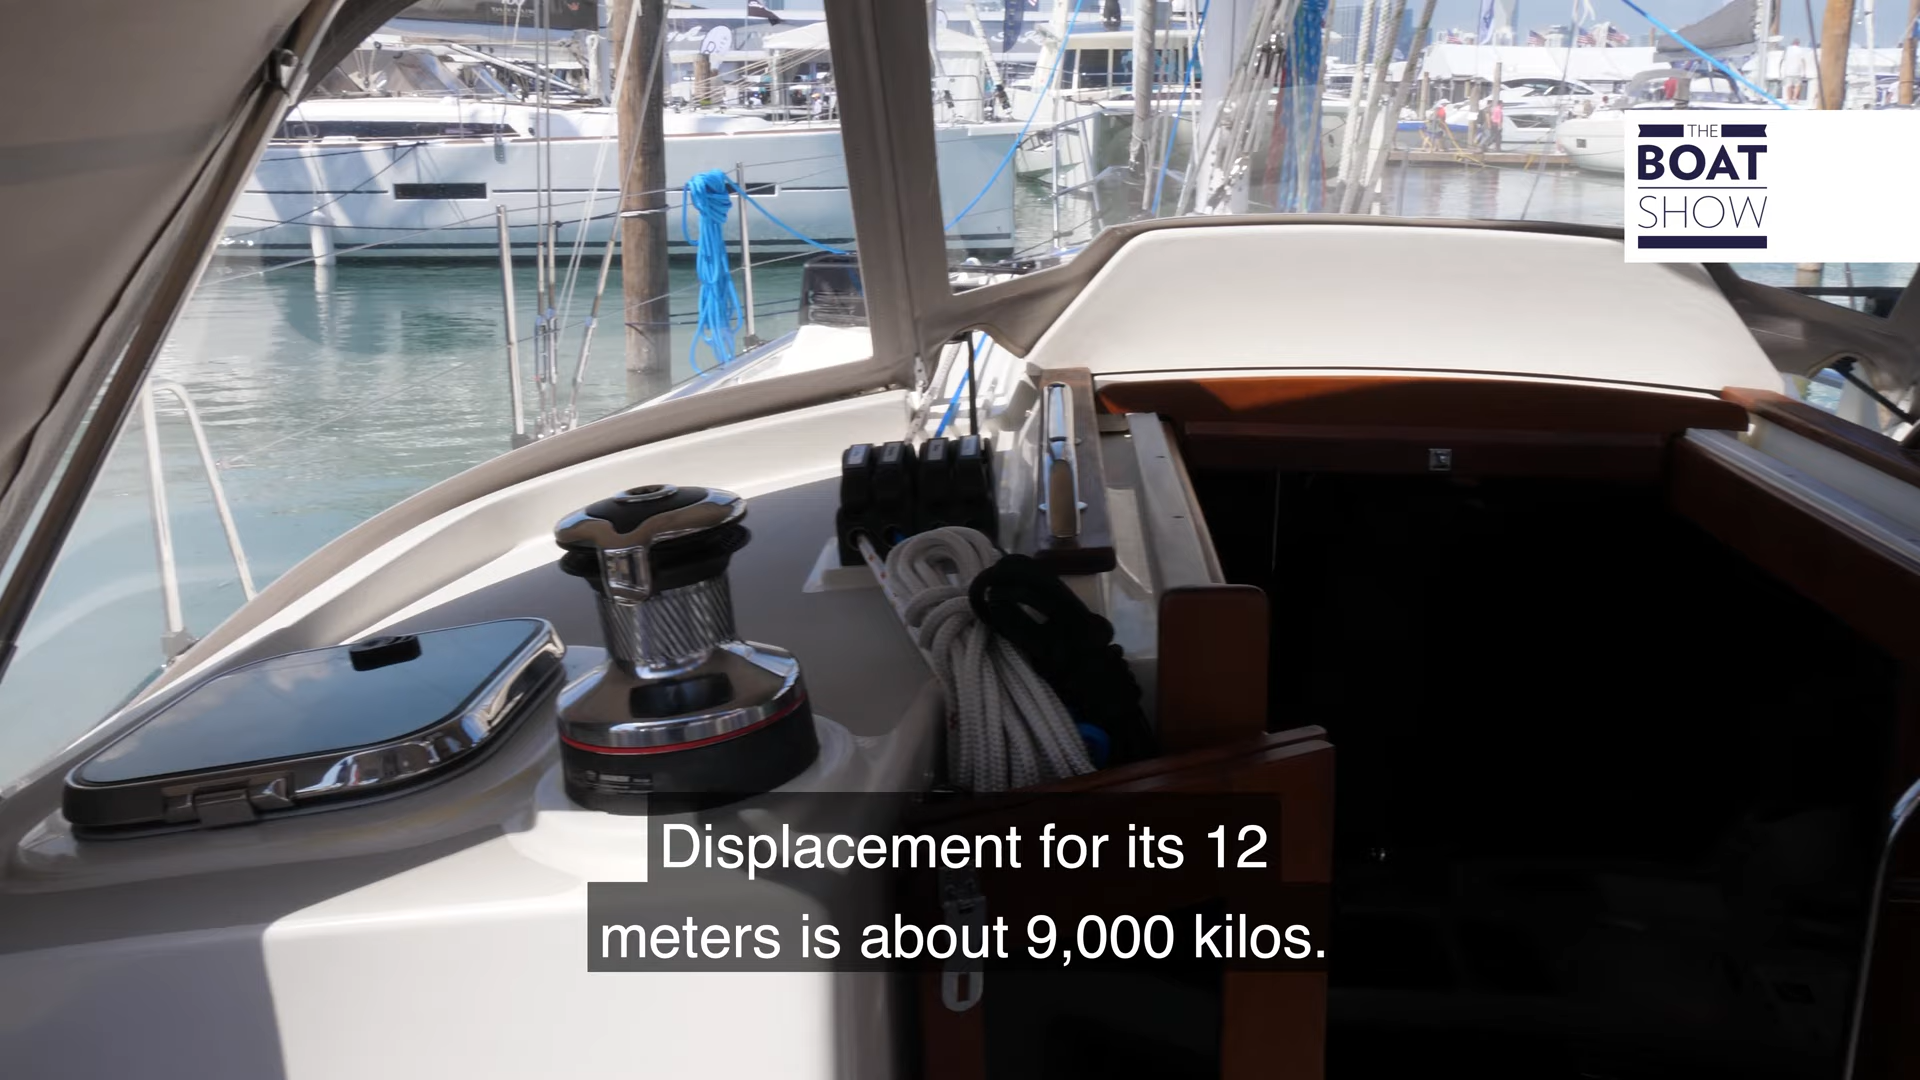 THE
BOAT
SHOW
Displacement for its 12
meters is about 9,000 kilos.